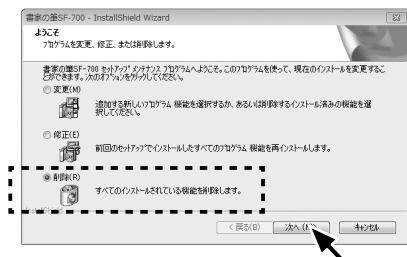 書家の筆SF-700 - InstallShield Wizard
ようこそ
プログラムを変更、修正、または削除します。
書家の筆SF-700 セットアップ メンテナンス プログラムへようこそ。このプログラムを使って、現在のインストールを変更するこ
とができます。次のオプションをクリックしてください。
変更(M)
追加する新しいプログラム 機能を選択するか、あるいは削除するインストール済みの機能を選
択してください。
修正(E)
前回のセットアップでインストールしたすべてのプログラム 機能を再インストールします。
削除(R)
すべてのインストールされている機能を削除します。
InstallShield
< 戻る(B) 次へ(N) キャンセル